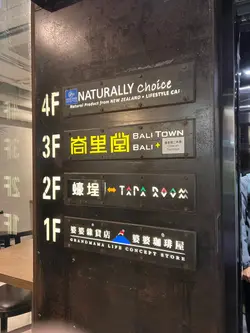 4F
NATURALLY Choice
Natural Product from NEW ZEALAND • LIFESTYLE CAF
3F
峇里堂 BALI TOWN
BALI +
2F
蠔埕 ↔ TAPA ROOM
1F
婆婆雜貨店 婆婆咖啡屋
GRANDMAMA LIFE CONCEPT STORE